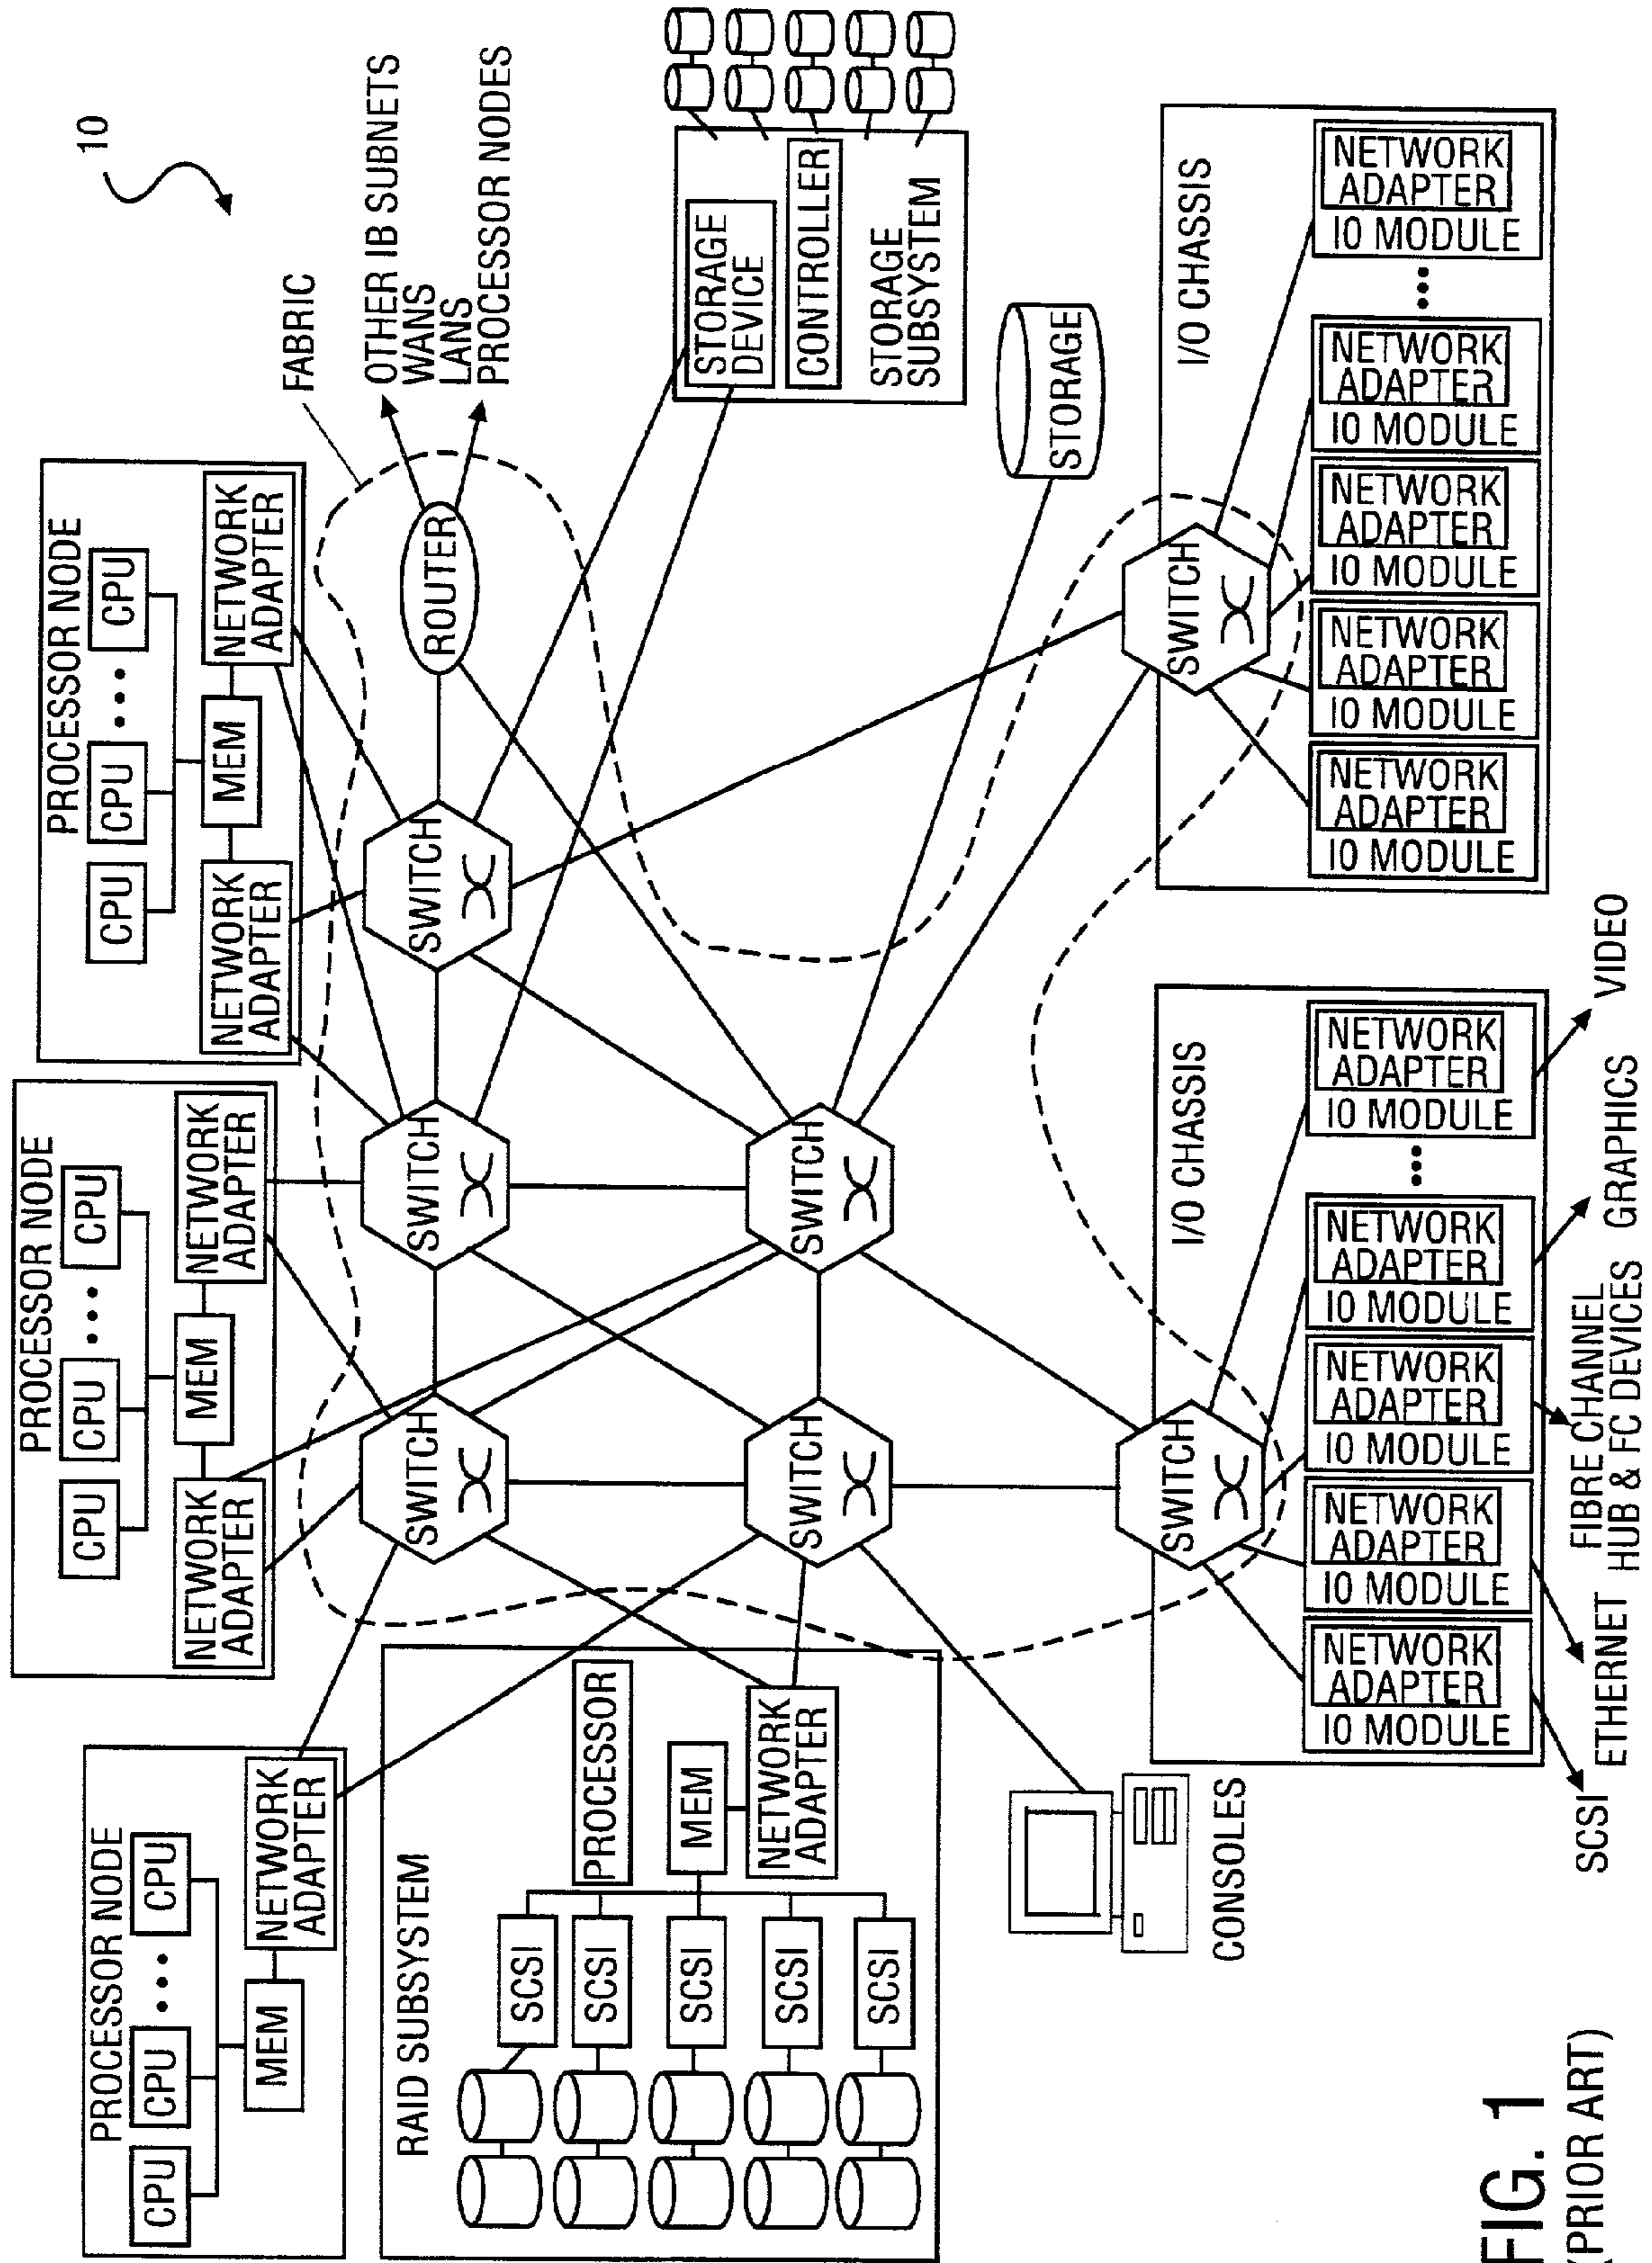 10
PROCESSOR NODE
CPU
CPU
CPU
MEM
NETWORK
ADAPTER
PROCESSOR NODE
CPU
CPU
CPU
NETWORK
ADAPTER
MEM
NETWORK
ADAPTER
PROCESSOR NODE
CPU
CPU
CPU
NETWORK
ADAPTER
MEM
NETWORK
ADAPTER
FABRIC
OTHER IB SUBNETS
WANS
LANS
PROCESSOR NODES
RAID SUBSYSTEM
SCSI
SCSI
SCSI
SCSI
SCSI
PROCESSOR
MEM
NETWORK
ADAPTER
SWITCH
SWITCH
SWITCH
ROUTER
SWITCH
SWITCH
STORAGE
DEVICE
CONTROLLER
STORAGE
SUBSYSTEM
STORAGE
CONSOLES
I/O CHASSIS
SWITCH
NETWORK
ADAPTER
IO MODULE
NETWORK
ADAPTER
IO MODULE
NETWORK
ADAPTER
IO MODULE
NETWORK
ADAPTER
IO MODULE
NETWORK
ADAPTER
IO MODULE
I/O CHASSIS
SWITCH
NETWORK
ADAPTER
IO MODULE
NETWORK
ADAPTER
IO MODULE
NETWORK
ADAPTER
IO MODULE
NETWORK
ADAPTER
IO MODULE
NETWORK
ADAPTER
IO MODULE
SCSI
ETHERNET
FIBRE CHANNEL
HUB & FC DEVICES
GRAPHICS
VIDEO
FIG. 1
(PRIOR ART)